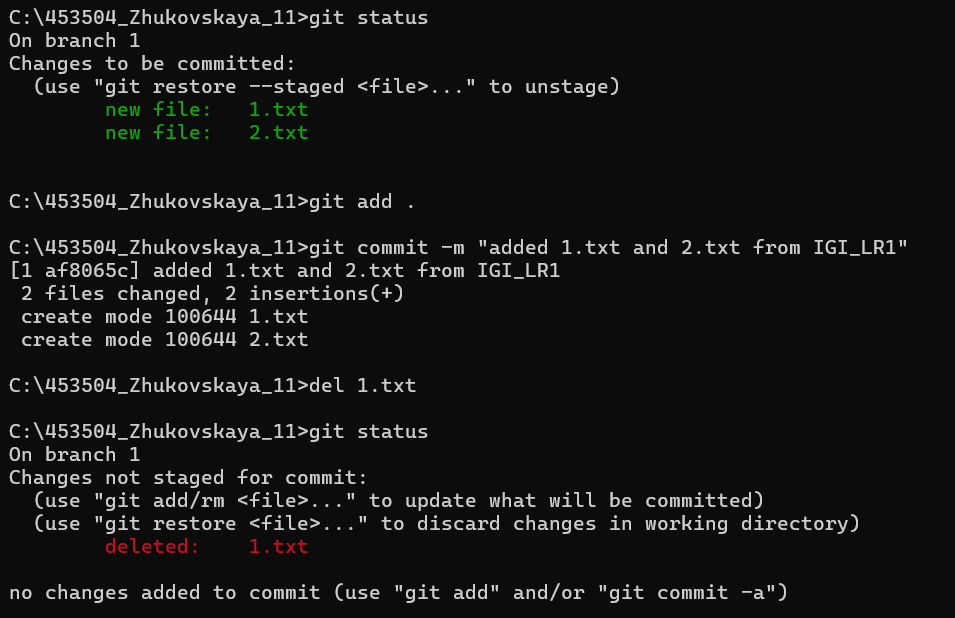 C:\453504_Zhukovskaya_11>git status
On branch 1
Changes to be committed:
  (use "git restore --staged <file>..." to unstage)
        new file:   1.txt
        new file:   2.txt
C:\453504_Zhukovskaya_11>git add .
C:\453504_Zhukovskaya_11>git commit -m "added 1.txt and 2.txt from IGI_LR1"
[1 af8065c] added 1.txt and 2.txt from IGI_LR1
 2 files changed, 2 insertions(+)
 create mode 100644 1.txt
 create mode 100644 2.txt
C:\453504_Zhukovskaya_11>del 1.txt
C:\453504_Zhukovskaya_11>git status
On branch 1
Changes not staged for commit:
  (use "git add/rm <file>..." to update what will be committed)
  (use "git restore <file>..." to discard changes in working directory)
        deleted:    1.txt
no changes added to commit (use "git add" and/or "git commit -a")